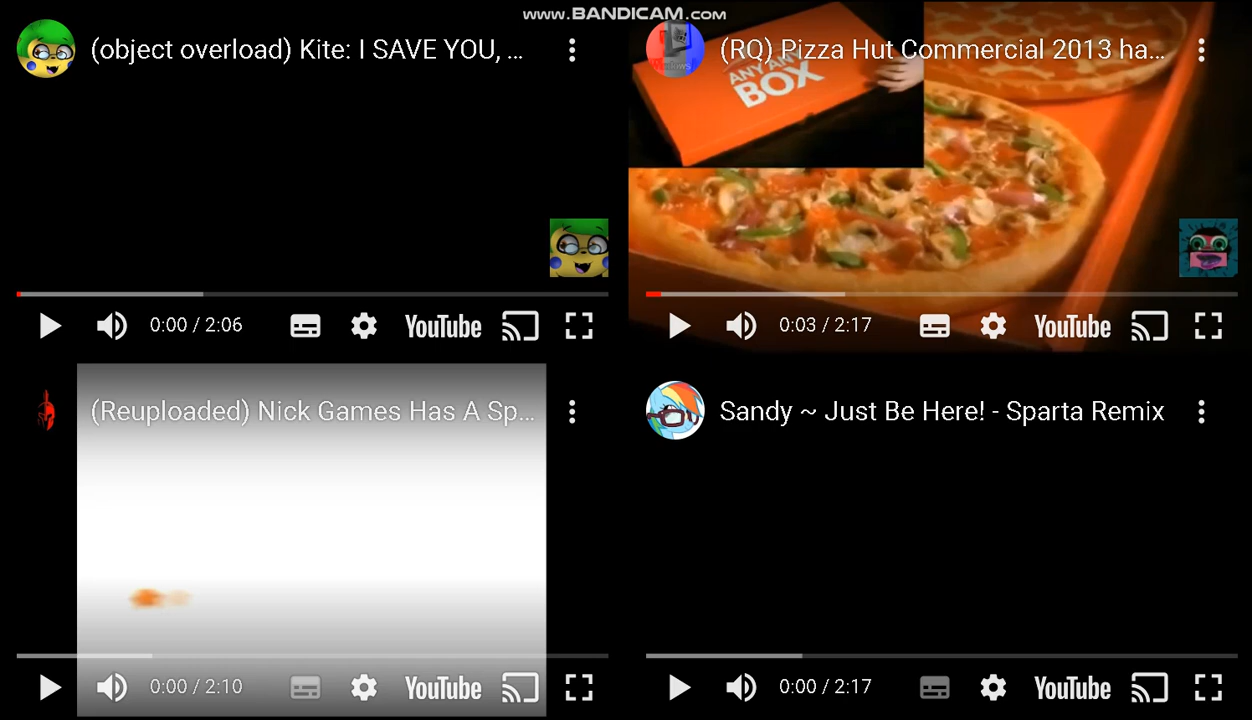 www.BANDICAM.com
(object overload) Kite: I SAVE YOU, ...
(RQ) Pizza Hut Commercial 2013 ha...
ANY
BOX
0:00 / 2:06
YouTube
0:03 / 2:17
YouTube
(Reuploaded) Nick Games Has A Sp...
Sandy ~ Just Be Here! - Sparta Remix
0:00 / 2:10
YouTube
0:00 / 2:17
YouTube